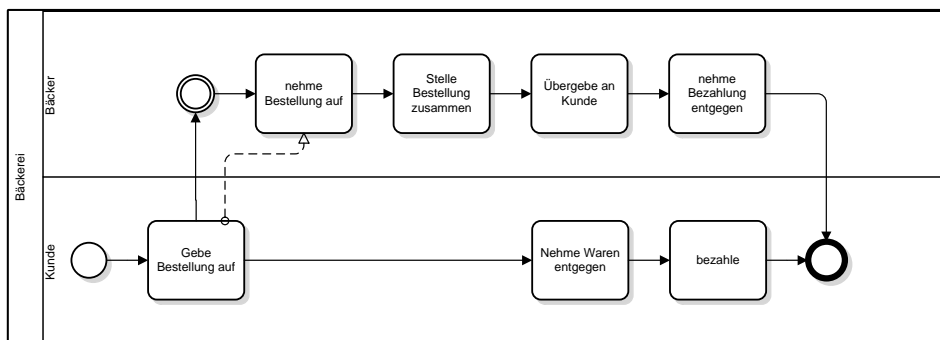 Bäckerei
Bäcker
nehme
Bestellung auf
Stelle
Bestellung
zusammen
Übergebe an
Kunde
nehme
Bezahlung
entgegen
Kunde
Gebe
Bestellung auf
Nehme Waren
entgegen
bezahle